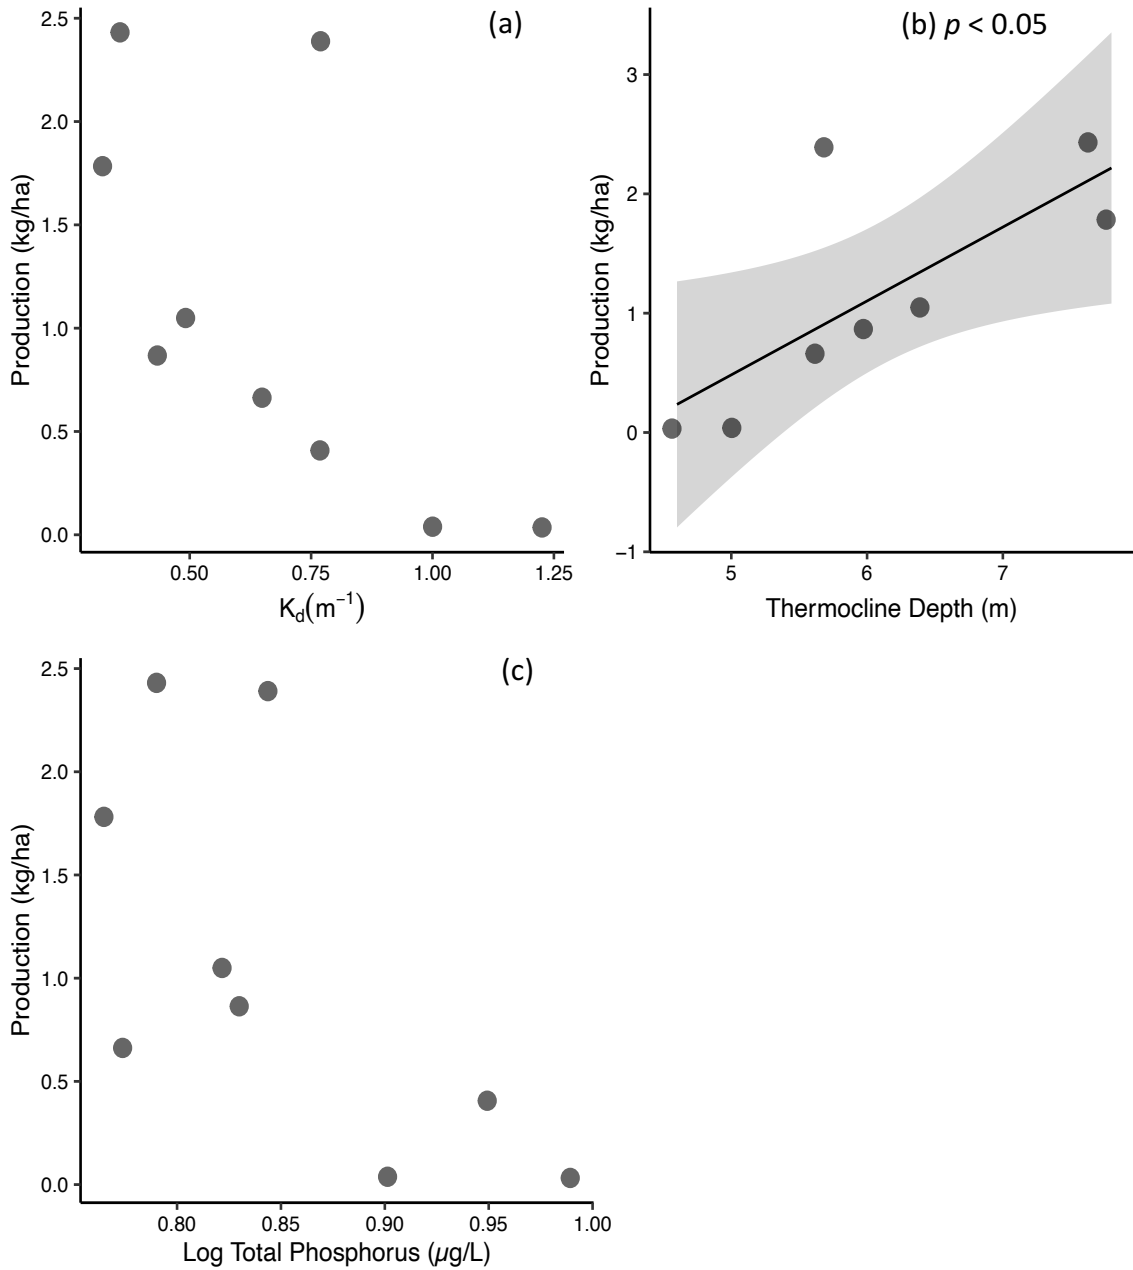 (a)
Production (kg/ha)
2.5
2.0
1.5
1.0
0.5
0.0
0.50 0.75 1.00 1.25
K_d(m⁻¹)
(b) p < 0.05
Production (kg/ha)
3
2
1
0
−1
5 6 7
Thermocline Depth (m)
(c)
Production (kg/ha)
2.5
2.0
1.5
1.0
0.5
0.0
0.80 0.85 0.90 0.95 1.00
Log Total Phosphorus (µg/L)